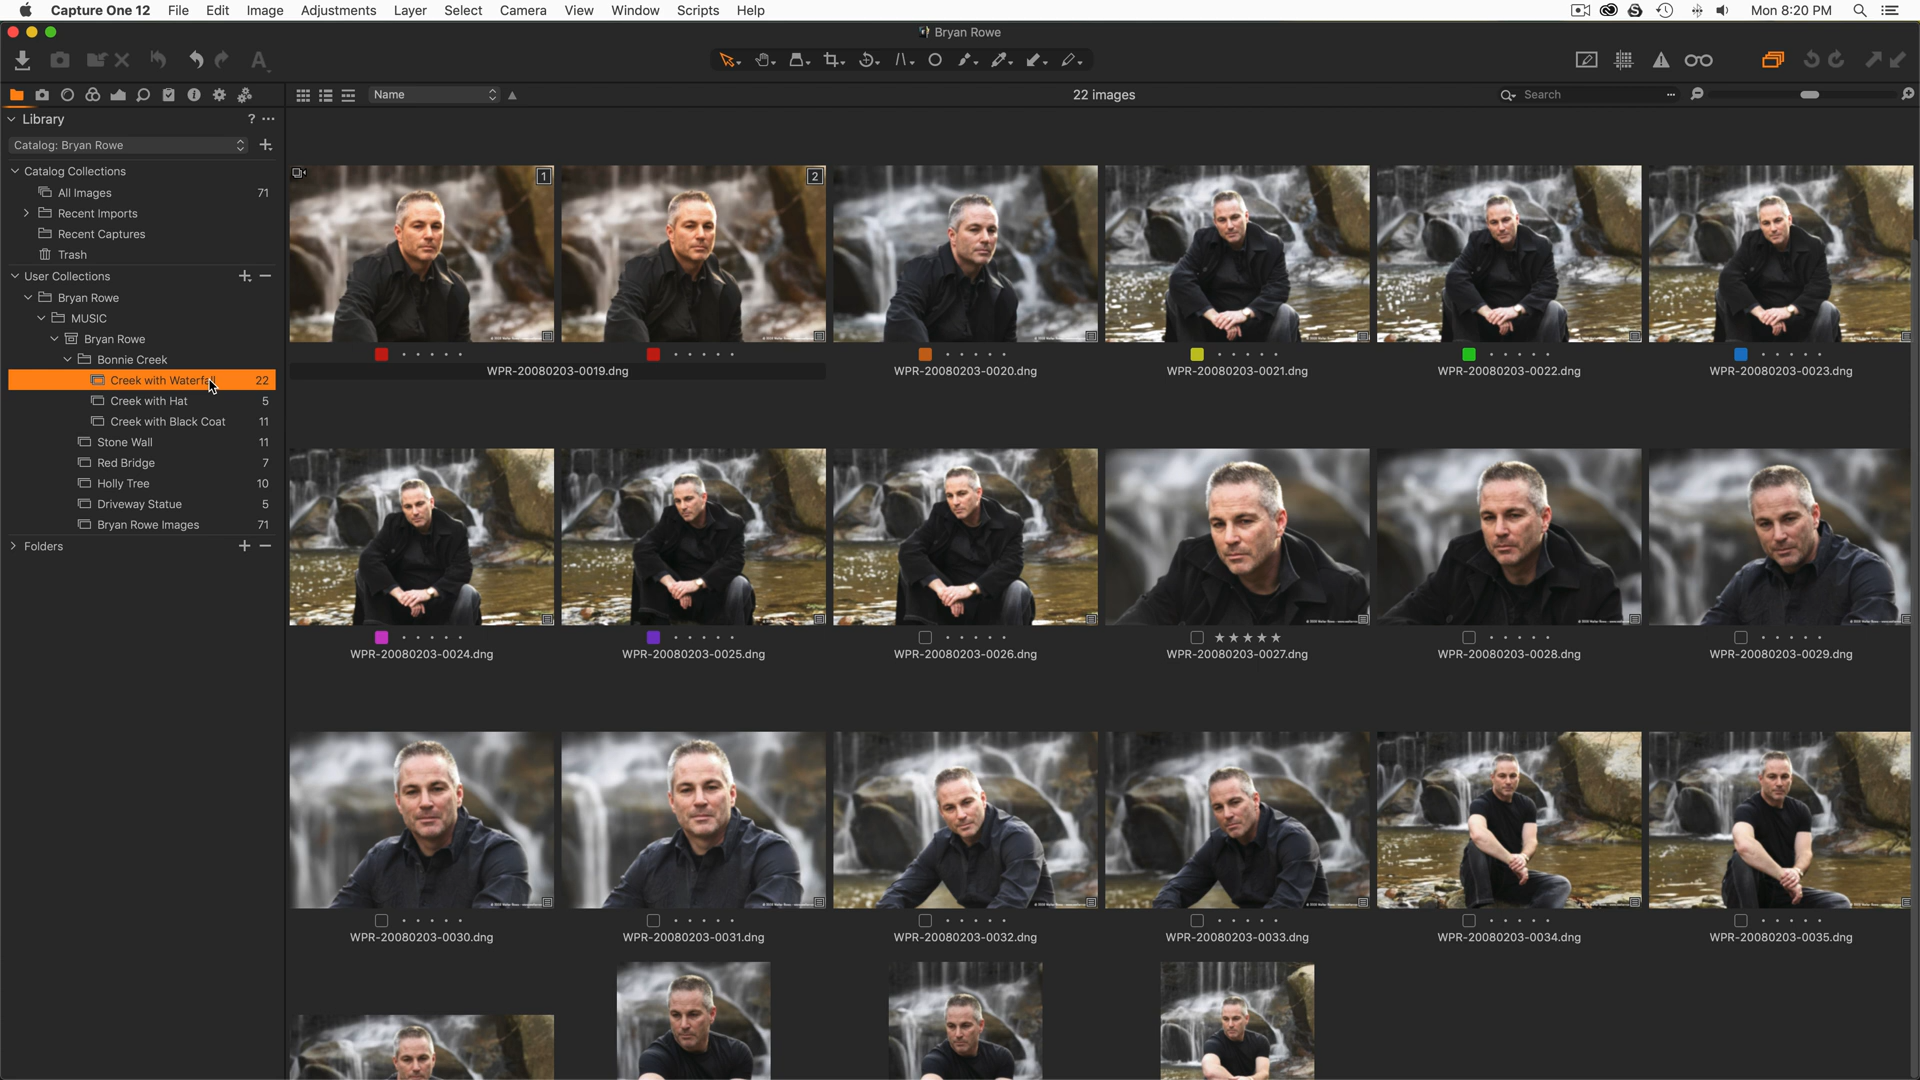 Capture One 12 File Edit Image Adjustments Layer Select Camera View Window Scripts Help Mon 8:20 PM
Bryan Rowe
A
Name 22 images Search
Library ? ...
Catalog: Bryan Rowe
Catalog Collections
All Images 71
Recent Imports
Recent Captures
Trash
User Collections
Bryan Rowe
MUSIC
Bryan Rowe
Bonnie Creek
Creek with Waterfall 22
Creek with Hat 5
Creek with Black Coat 11
Stone Wall 11
Red Bridge 7
Holly Tree 10
Driveway Statue 5
Bryan Rowe Images 71
Folders
1 2
WPR-20080203-0019.dng WPR-20080203-0020.dng WPR-20080203-0021.dng WPR-20080203-0022.dng WPR-20080203-0023.dng
WPR-20080203-0024.dng WPR-20080203-0025.dng WPR-20080203-0026.dng WPR-20080203-0027.dng WPR-20080203-0028.dng WPR-20080203-0029.dng
WPR-20080203-0030.dng WPR-20080203-0031.dng WPR-20080203-0032.dng WPR-20080203-0033.dng WPR-20080203-0034.dng WPR-20080203-0035.dng